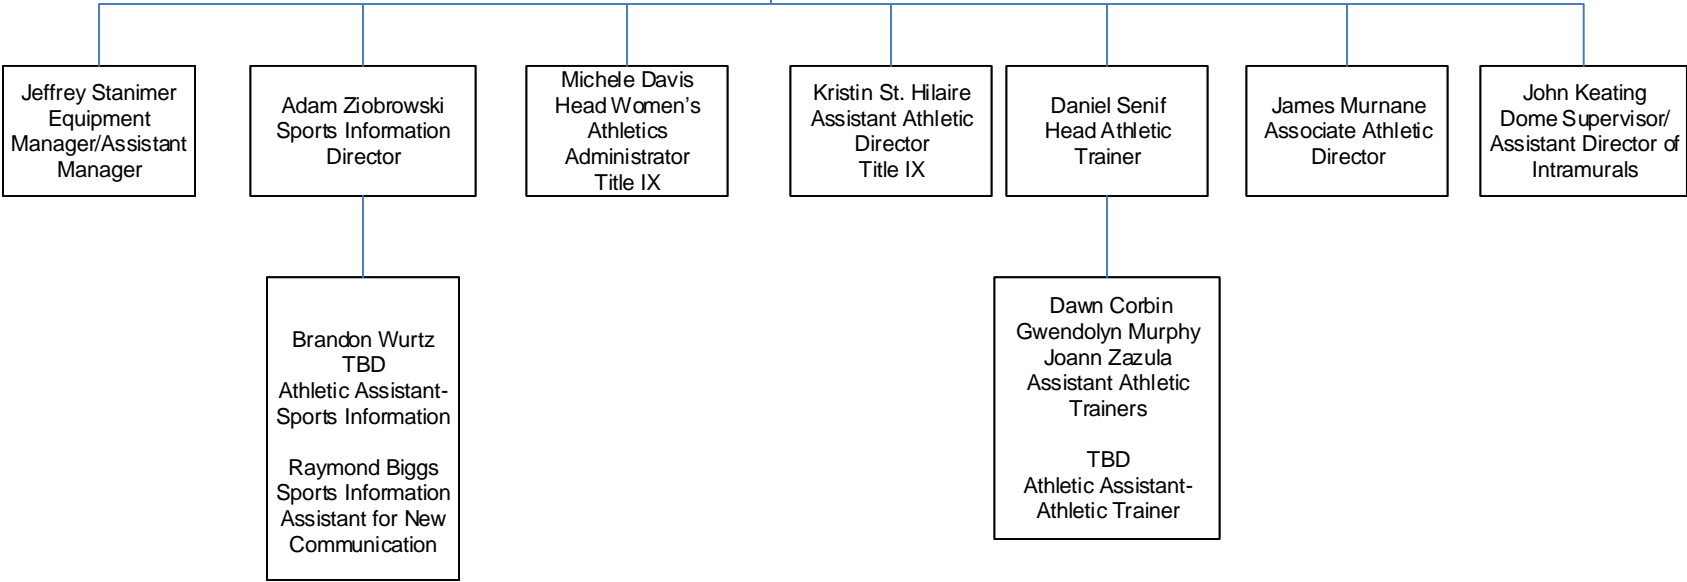 Jeffrey Stanimer
Equipment
Manager/Assistant
Manager
Adam Ziobrowski
Sports Information
Director
Michele Davis
Head Women’s
Athletics
Administrator
Title IX
Kristin St. Hilaire
Assistant Athletic
Director
Title IX
Daniel Senif
Head Athletic
Trainer
James Murnane
Associate Athletic
Director
John Keating
Dome Supervisor/
Assistant Director of
Intramurals
Brandon Wurtz
TBD
Athletic Assistant-
Sports Information
Raymond Biggs
Sports Information
Assistant for New
Communication
Dawn Corbin
Gwendolyn Murphy
Joann Zazula
Assistant Athletic
Trainers
TBD
Athletic Assistant-
Athletic Trainer